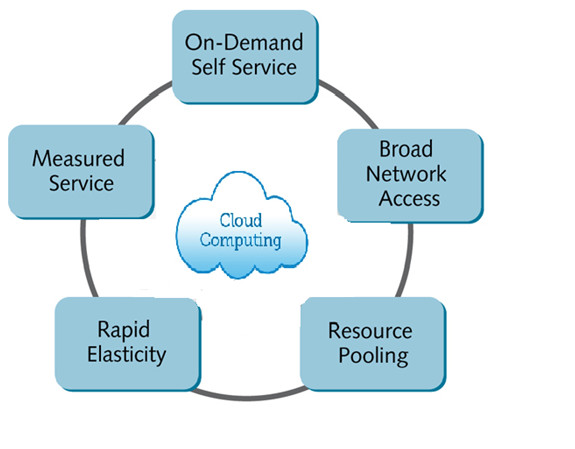 On-Demand
Self Service
Measured
Service
Broad
Network
Access
Cloud
Computing
Rapid
Elasticity
Resource
Pooling